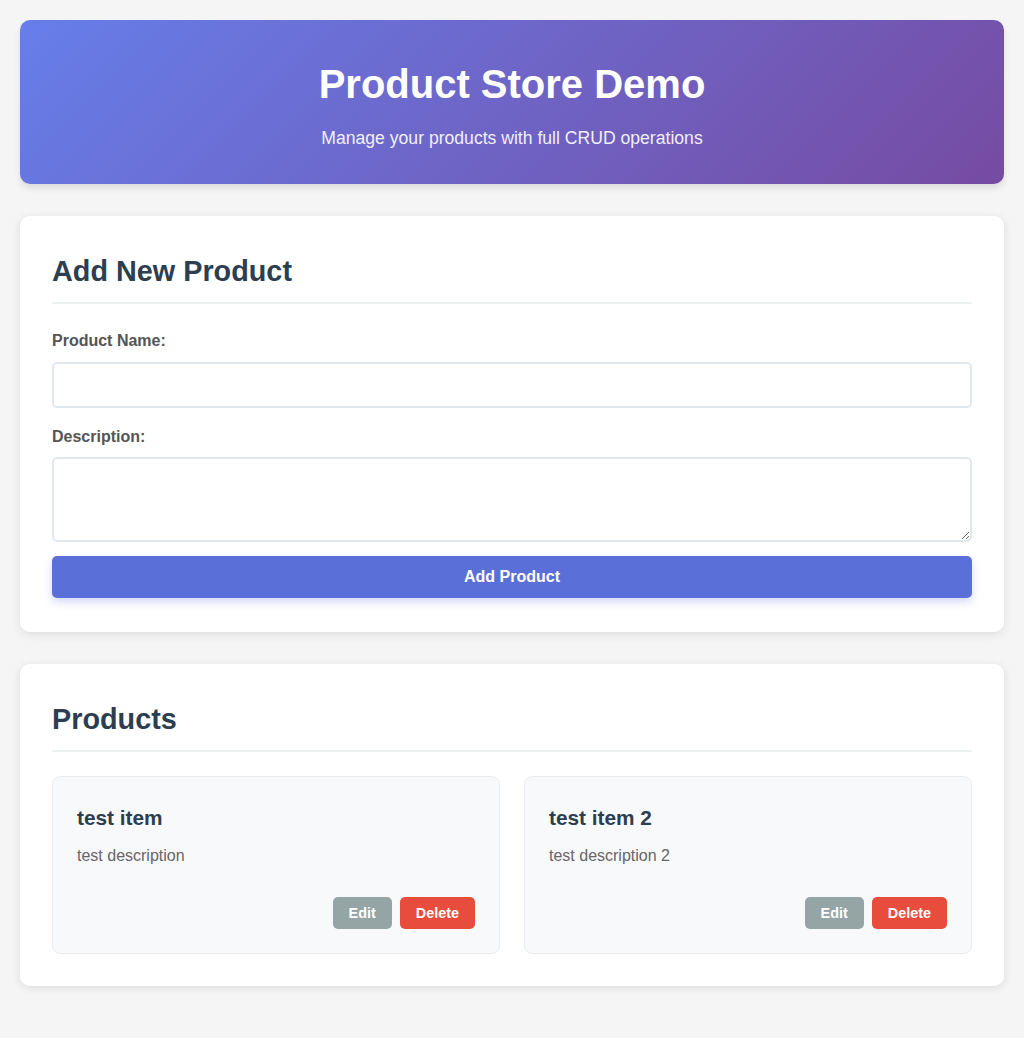 Product Store Demo
Manage your products with full CRUD operations
Add New Product
Product Name:
Description:
Add Product
Products
test item
test description
Edit
Delete
test item 2
test description 2
Edit
Delete